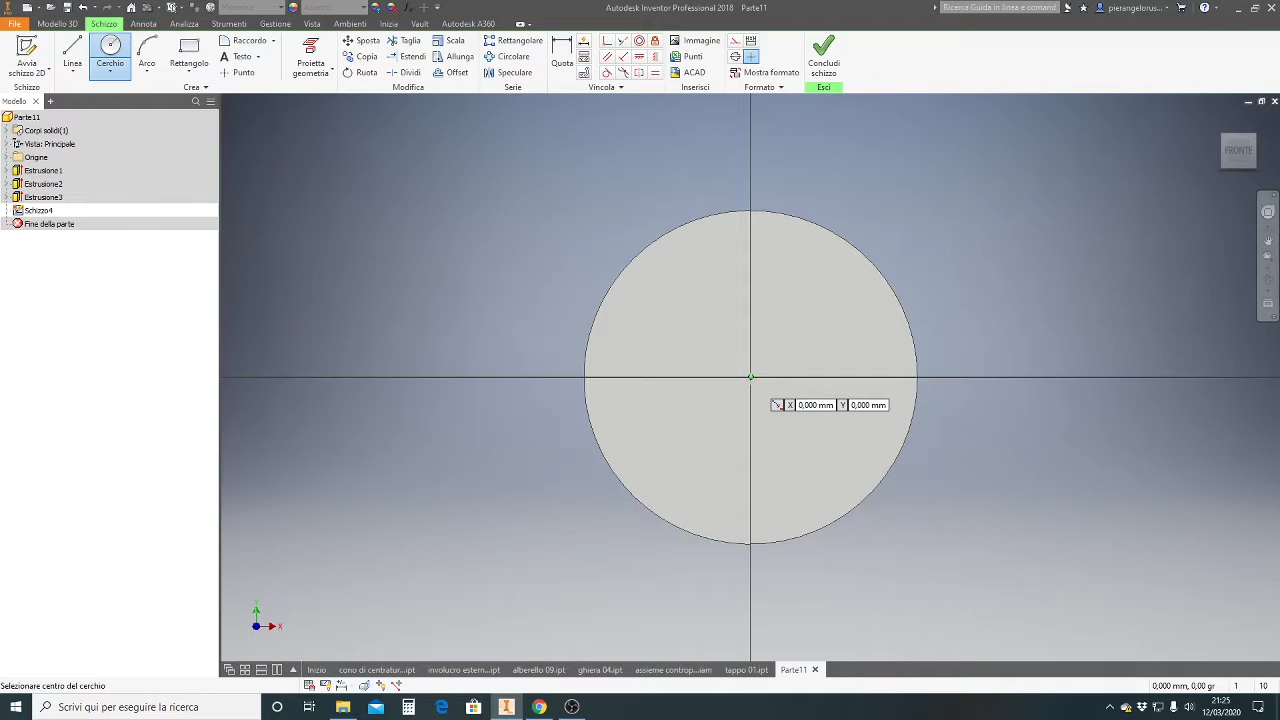 Autodesk Inventor Professional 2018 Parte11
Ricerca Guida in linea e comand
pierangelorus...
File Modello 3D Schizzo Annota Analizza Strumenti Gestione Vista Ambienti Inizia Vault Autodesk A360
Avvia schizzo 2D
Linea
Cerchio
Arco
Rettangolo
Raccordo
Testo
Punto
Proietta geometria
Sposta
Copia
Ruota
Taglia
Estendi
Dividi
Scala
Allunga
Offset
Rettangolare
Circolare
Speculare
Quota
Immagine
Punti
ACAD
Mostra formato
Concludi schizzo
Schizzo Crea Modifica Serie Vincola Inserisci Formato Esci
Modello
Parte11
Corpi solidi(1)
Vista: Principale
Origine
Estrusione1
Estrusione2
Estrusione3
Schizzo4
Fine della parte
FRONTE
X 0,000 mm Y 0,000 mm
X
Inizio cono di centratur...ipt involucro estern...ipt alberello 09.ipt ghiera 04.ipt assieme controp...iam tappo 01.ipt Parte11
Selezionare centro del cerchio
0,000 mm, 0,00 gr 1 10
Scrivi qui per eseguire la ricerca
21:25
12/03/2020